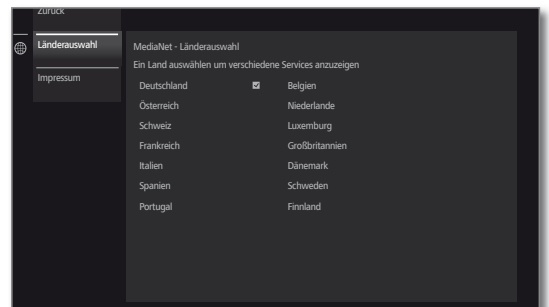 Zurück
Länderauswahl
Impressum
MediaNet - Länderauswahl
Ein Land auswählen um verschiedene Services anzuzeigen
Deutschland Belgien
Österreich Niederlande
Schweiz Luxemburg
Frankreich Großbritannien
Italien Dänemark
Spanien Schweden
Portugal Finnland